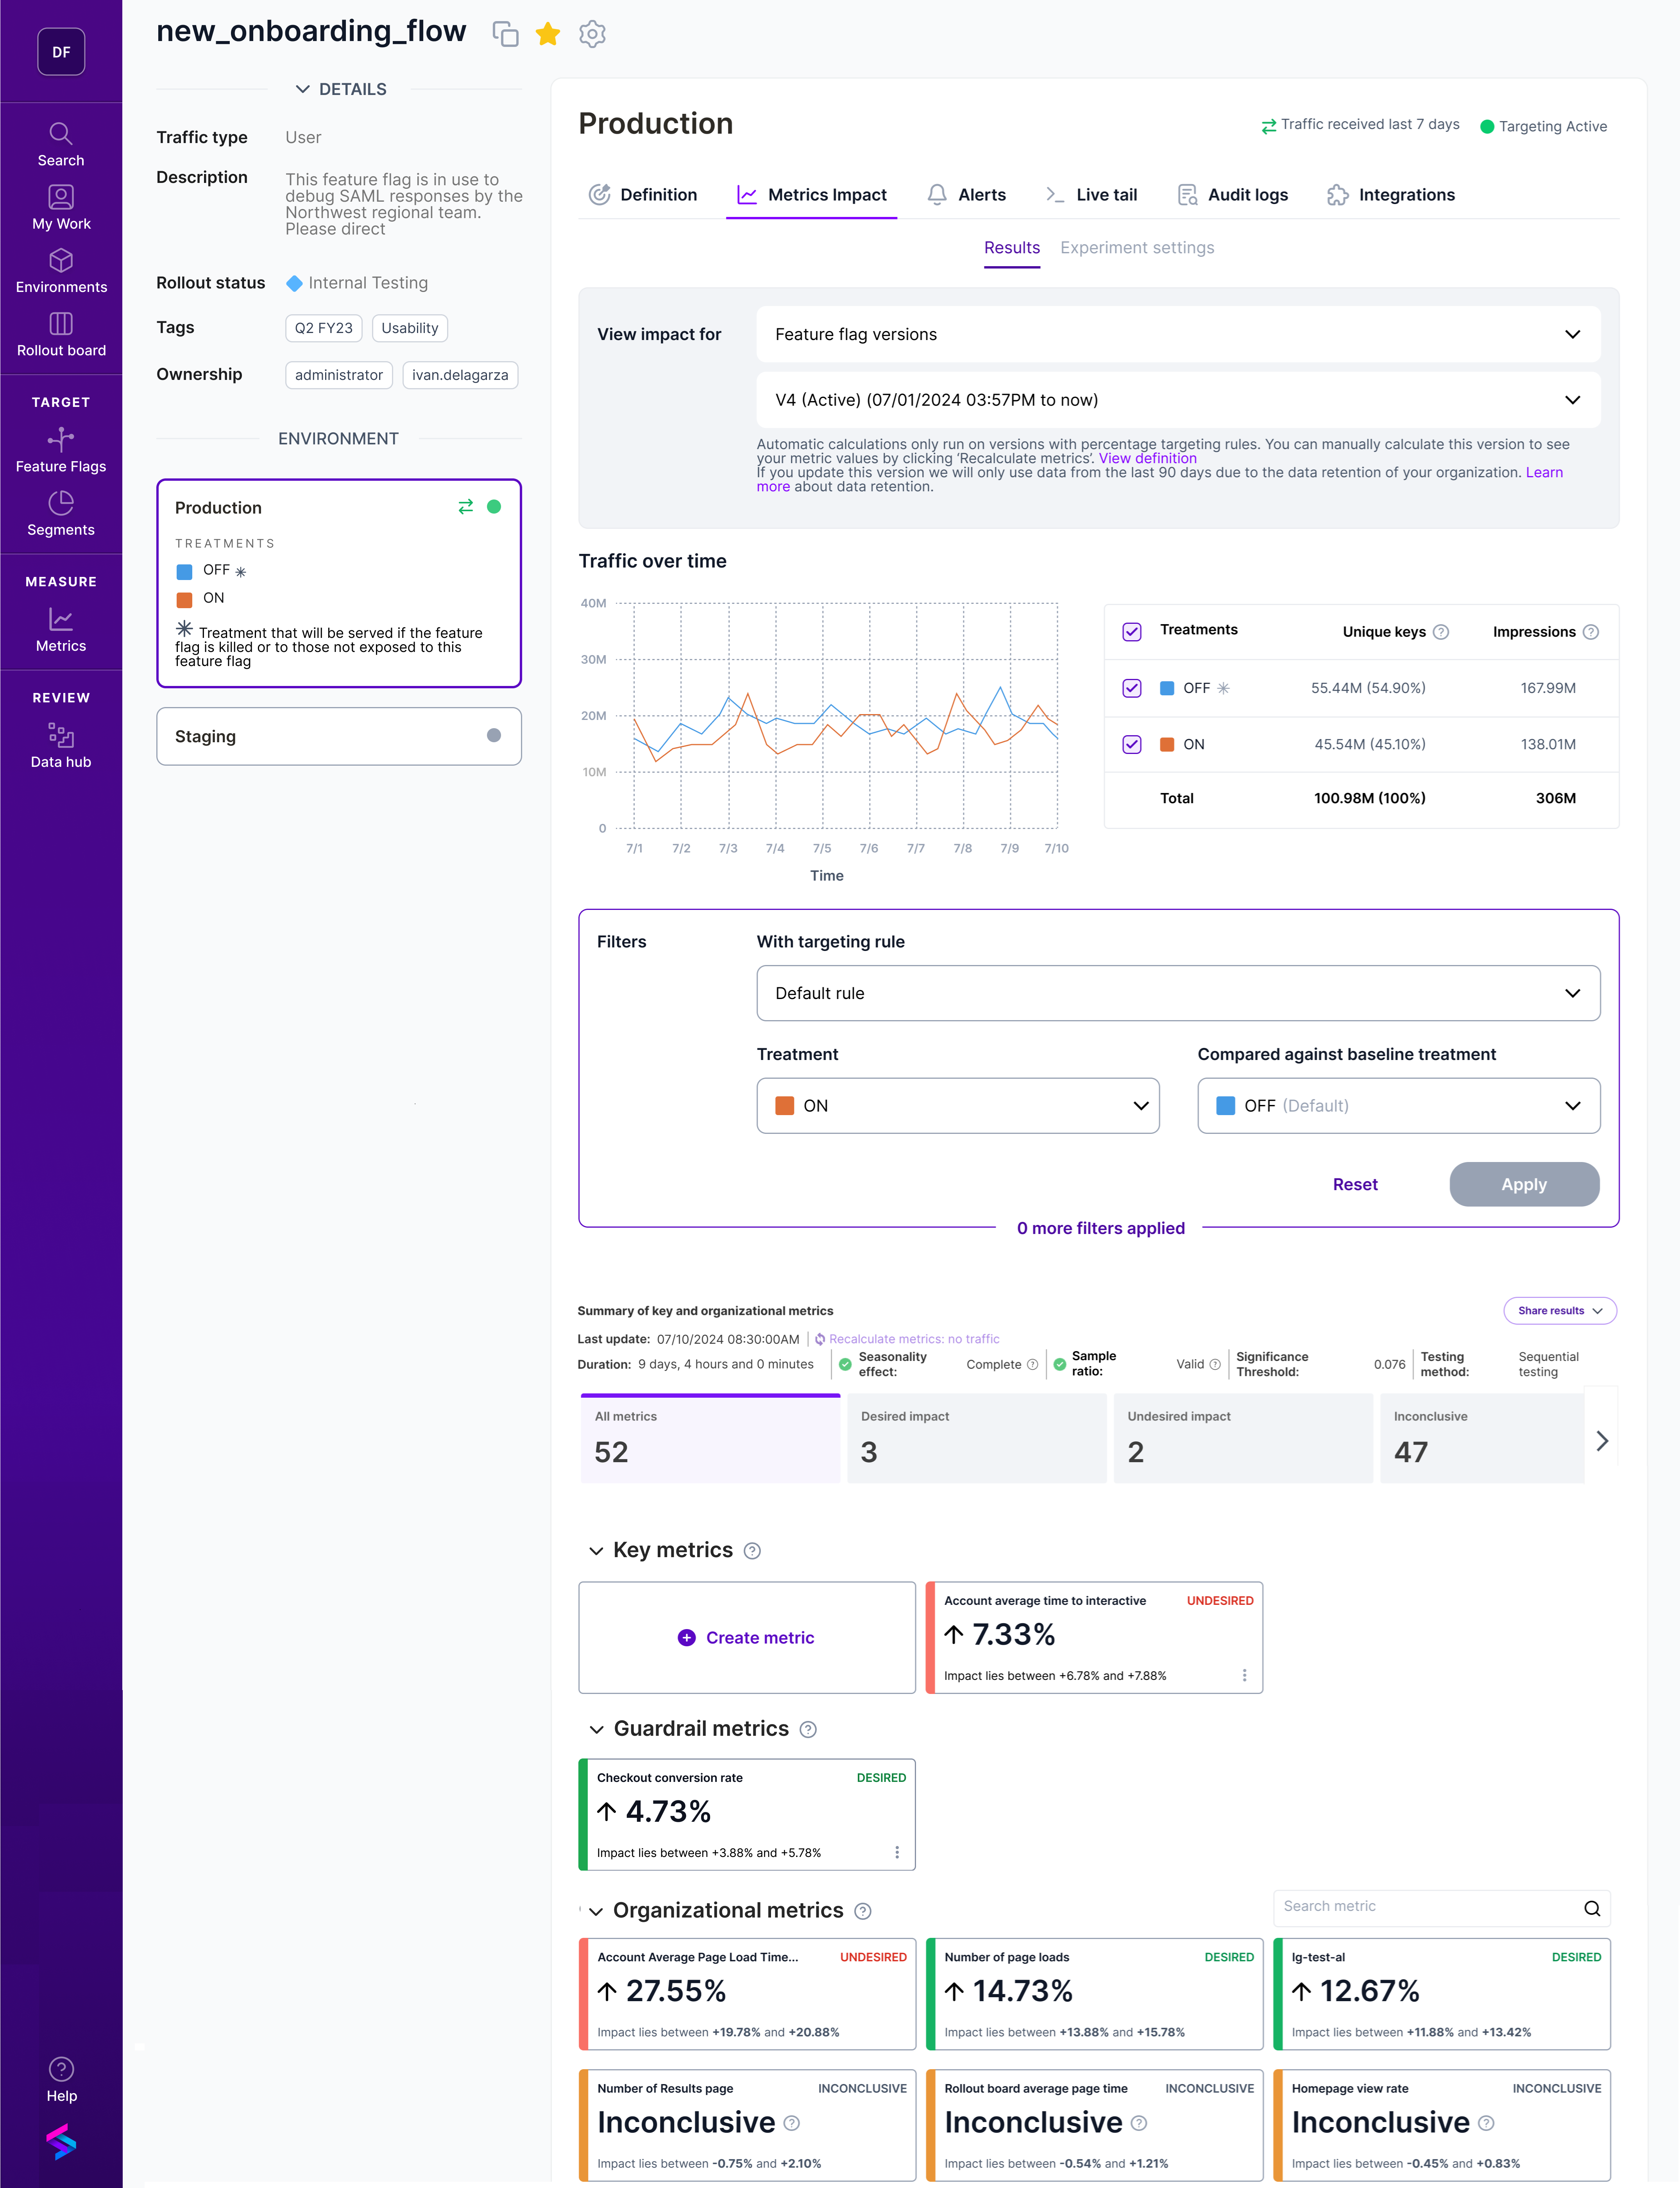 DF
Search
My Work
Environments
Rollout board
TARGET
Feature Flags
Segments
MEASURE
Metrics
REVIEW
Data hub
Help
new_onboarding_flow
DETAILS
Traffic type User
Description This feature flag is in use to
debug SAML responses by the
Northwest regional team.
Please direct
Rollout status Internal Testing
Tags Q2 FY23 Usability
Ownership administrator ivan.delagarza
ENVIRONMENT
Production
TREATMENTS
OFF
ON
Treatment that will be served if the feature
flag is killed or to those not exposed to this
feature flag
Staging
Production
Traffic received last 7 days Targeting Active
Definition Metrics Impact Alerts Live tail Audit logs Integrations
Results Experiment settings
View impact for Feature flag versions
V4 (Active) (07/01/2024 03:57PM to now)
Automatic calculations only run on versions with percentage targeting rules. You can manually calculate this version to see
your metric values by clicking ‘Recalculate metrics’. View definition
If you update this version we will only use data from the last 90 days due to the data retention of your organization. Learn
more about data retention.
Traffic over time
40M
30M
20M
10M
0
7/1 7/2 7/3 7/4 7/5 7/6 7/7 7/8 7/9 7/10
Time
Treatments Unique keys Impressions
OFF 55.44M (54.90%) 167.99M
ON 45.54M (45.10%) 138.01M
Total 100.98M (100%) 306M
Filters With targeting rule
Default rule
Treatment Compared against baseline treatment
ON OFF (Default)
Reset Apply
0 more filters applied
Summary of key and organizational metrics Share results
Last update: 07/10/2024 08:30:00AM Recalculate metrics: no traffic
Duration: 9 days, 4 hours and 0 minutes
Seasonality
effect:
Complete
Sample
ratio:
Valid
Significance
Threshold:
0.076
Testing
method:
Sequential
testing
All metrics Desired impact Undesired impact Inconclusive
52 3 2 47
Key metrics
Create metric
Account average time to interactive UNDESIRED
7.33%
Impact lies between +6.78% and +7.88%
Guardrail metrics
Checkout conversion rate DESIRED
4.73%
Impact lies between +3.88% and +5.78%
Organizational metrics Search metric
Account Average Page Load Time... UNDESIRED
27.55%
Impact lies between +19.78% and +20.88%
Number of page loads DESIRED
14.73%
Impact lies between +13.88% and +15.78%
lg-test-al DESIRED
12.67%
Impact lies between +11.88% and +13.42%
Number of Results page INCONCLUSIVE
Inconclusive
Impact lies between -0.75% and +2.10%
Rollout board average page time INCONCLUSIVE
Inconclusive
Impact lies between -0.54% and +1.21%
Homepage view rate INCONCLUSIVE
Inconclusive
Impact lies between -0.45% and +0.83%